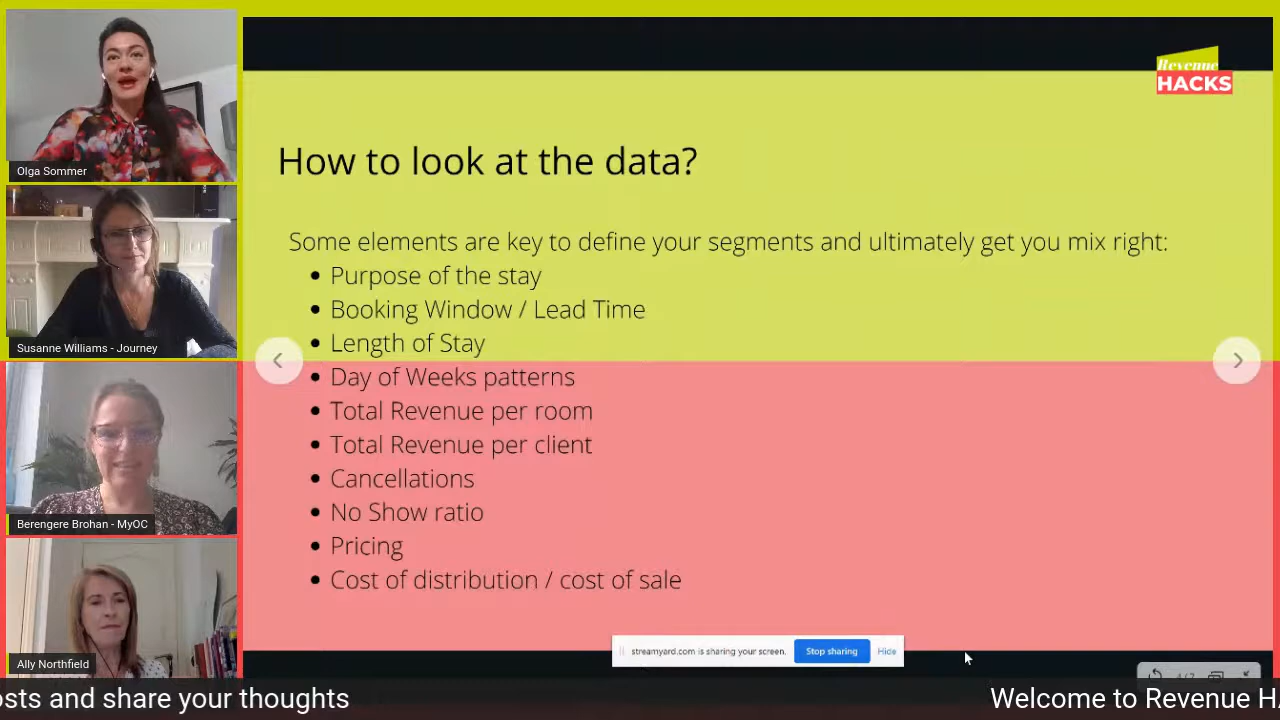 Revenue
HACKS
Olga Sommer
Susanne Williams - Journey
Berengere Brohan - MyOC
Ally Northfield
How to look at the data?
Some elements are key to define your segments and ultimately get you mix right:
• Purpose of the stay
• Booking Window / Lead Time
• Length of Stay
• Day of Weeks patterns
• Total Revenue per room
• Total Revenue per client
• Cancellations
• No Show ratio
• Pricing
• Cost of distribution / cost of sale
streamyard.com is sharing your screen. Stop sharing Hide
osts and share your thoughts
Welcome to Revenue H